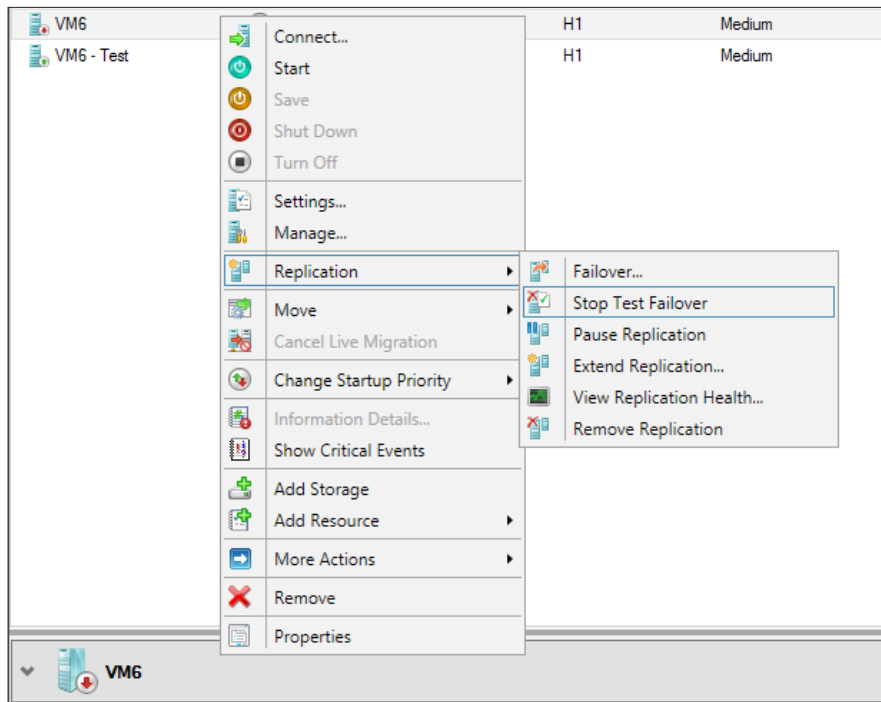 VM6 H1 Medium
VM6 - Test H1 Medium
Connect...
Start
Save
Shut Down
Turn Off
Settings...
Manage...
Replication
Move
Cancel Live Migration
Change Startup Priority
Information Details...
Show Critical Events
Add Storage
Add Resource
More Actions
Remove
Properties
Failover...
Stop Test Failover
Pause Replication
Extend Replication...
View Replication Health...
Remove Replication
VM6